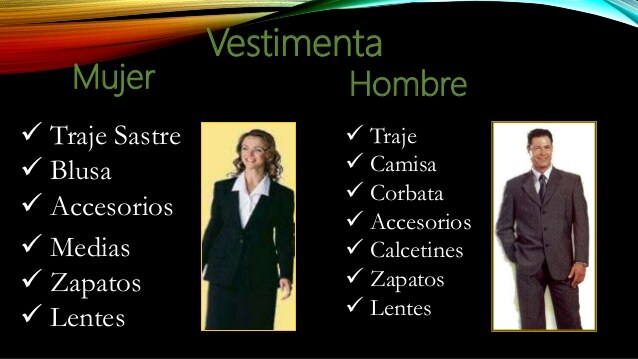 Vestimenta
Mujer
✓ Traje Sastre
✓ Blusa
✓ Accesorios
✓ Medias
✓ Zapatos
✓ Lentes
Hombre
✓ Traje
✓ Camisa
✓ Corbata
✓ Accesorios
✓ Calcetines
✓ Zapatos
✓ Lentes